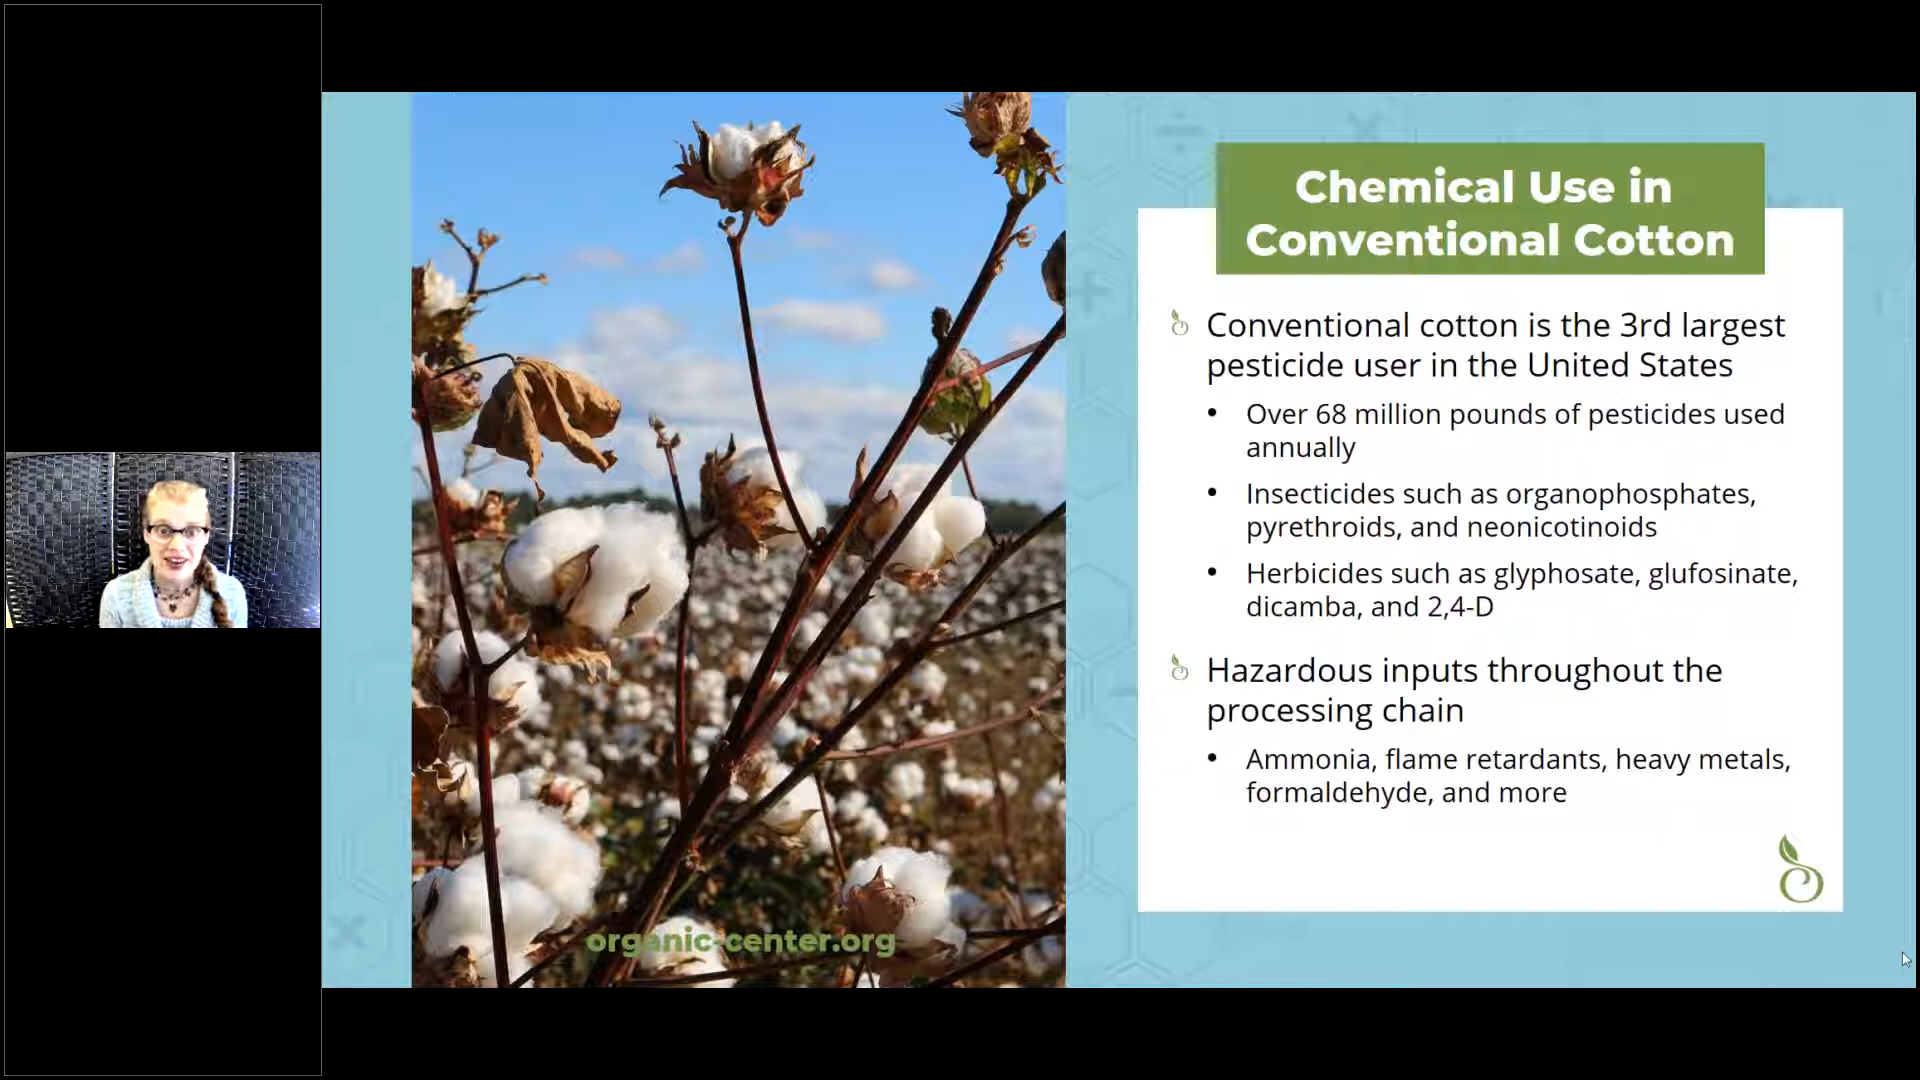 Chemical Use in
Conventional Cotton
Conventional cotton is the 3rd largest
pesticide user in the United States
• Over 68 million pounds of pesticides used
annually
• Insecticides such as organophosphates,
pyrethroids, and neonicotinoids
• Herbicides such as glyphosate, glufosinate,
dicamba, and 2,4-D
Hazardous inputs throughout the
processing chain
• Ammonia, flame retardants, heavy metals,
formaldehyde, and more
organic-center.org